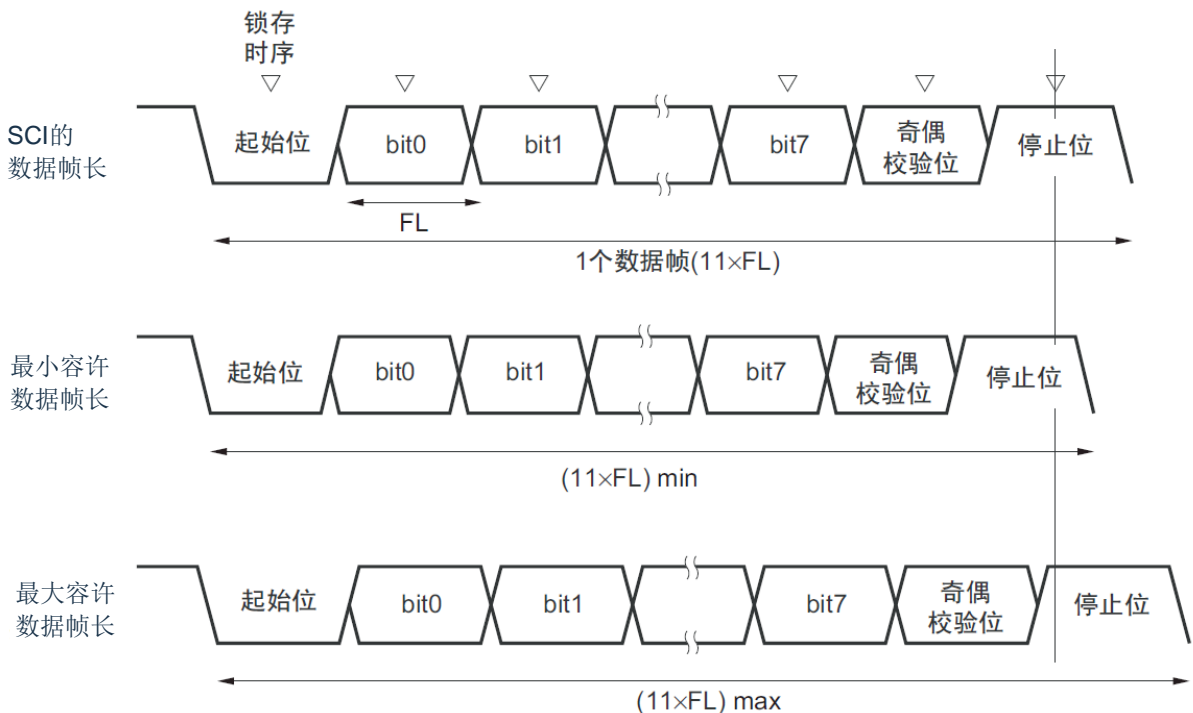 锁存
时序
SCI的
数据帧长
起始位
bit0
bit1
bit7
奇偶
校验位
停止位
FL
1个数据帧(11×FL)
最小容许
数据帧长
起始位
bit0
bit1
bit7
奇偶
校验位
停止位
(11×FL) min
最大容许
数据帧长
起始位
bit0
bit1
bit7
奇偶
校验位
停止位
(11×FL) max